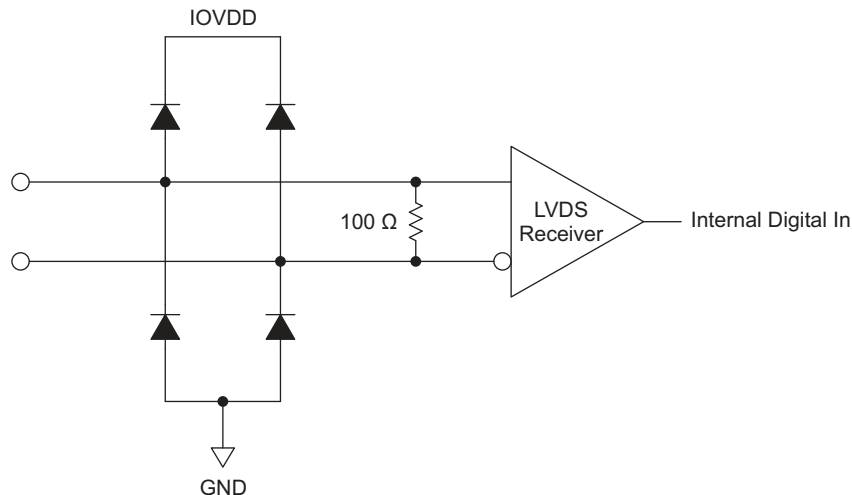 IOVDD
100 Ω
LVDS
Receiver
Internal Digital In
GND